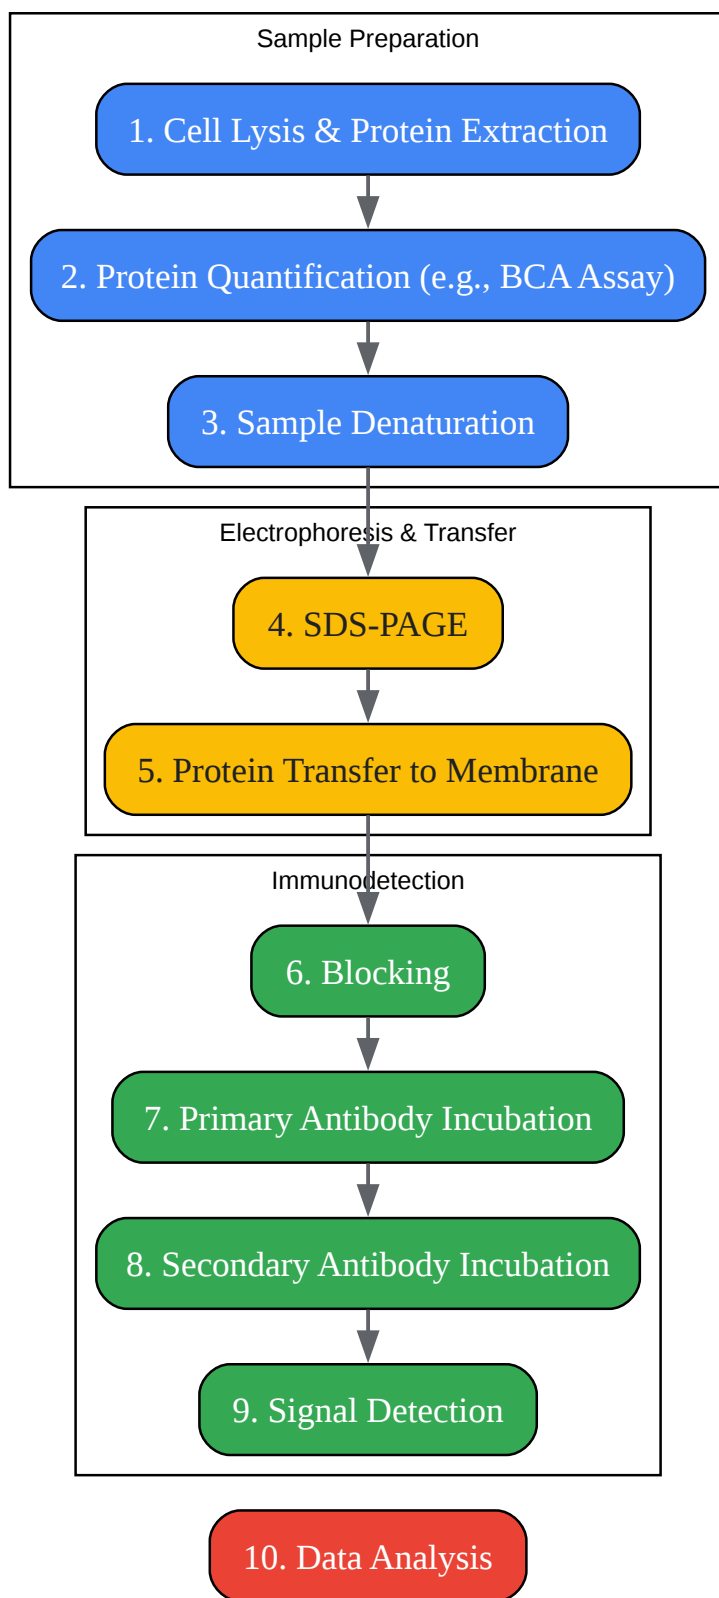 Sample Preparation
1. Cell Lysis & Protein Extraction
2. Protein Quantification (e.g., BCA Assay)
3. Sample Denaturation
Electrophoresis & Transfer
4. SDS-PAGE
5. Protein Transfer to Membrane
Immunodetection
6. Blocking
7. Primary Antibody Incubation
8. Secondary Antibody Incubation
9. Signal Detection
10. Data Analysis